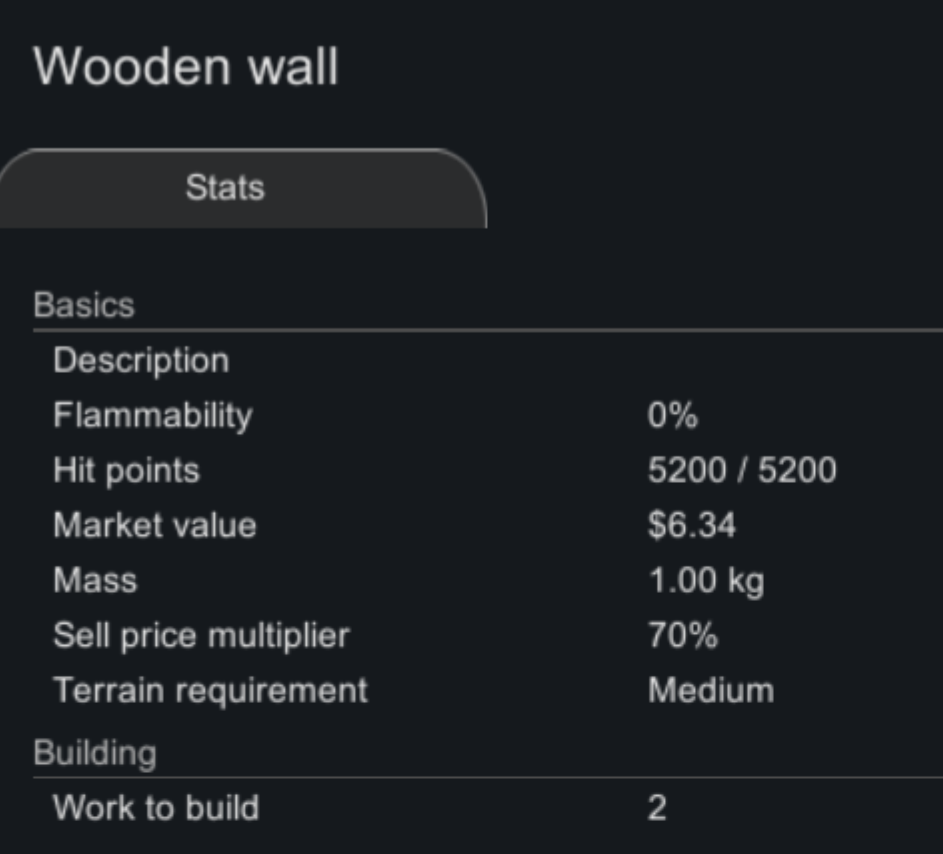 Wooden wall
Stats
Basics
Description
Flammability 0%
Hit points 5200 / 5200
Market value $6.34
Mass 1.00 kg
Sell price multiplier 70%
Terrain requirement Medium
Building
Work to build 2